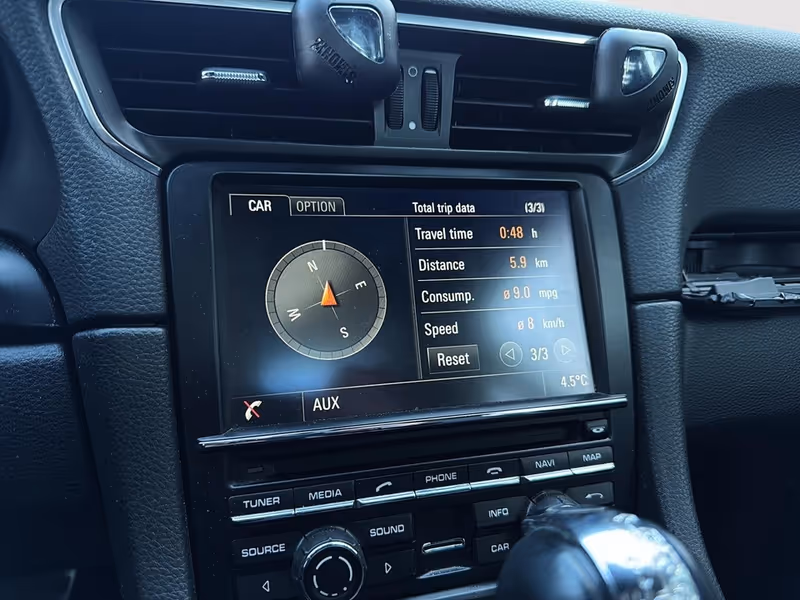 CAR OPTION Total trip data (3/3)
Travel time 0:48 h
Distance 5.9 km
Consump. ø 9.0 mpg
Speed ø 8 km/h
Reset 3/3
N
E
W
S
4.5°C
AUX
TUNER MEDIA PHONE NAVI MAP
SOURCE SOUND INFO
CAR